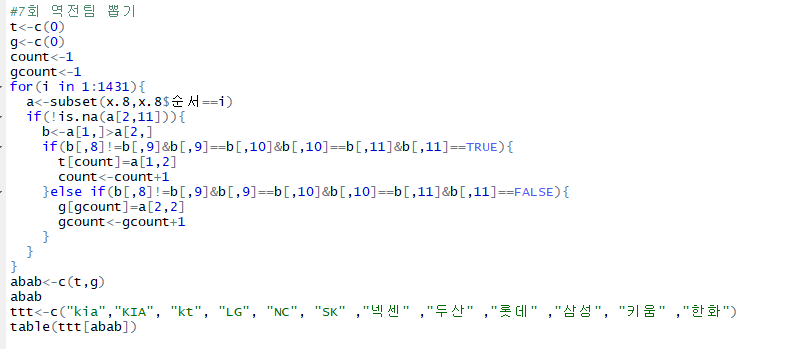 #7회 역전팀 뽑기
t<-c(0)
g<-c(0)
count<-1
gcount<-1
for(i in 1:1431){
  a<-subset(x.8,x.8$순서==i)
  if(!is.na(a[2,11])){
    b<-a[1,]>a[2,]
    if(b[,8]!=b[,9]&b[,9]==b[,10]&b[,10]==b[,11]&b[,11]==TRUE){
      t[count]=a[1,2]
      count<-count+1
    }else if(b[,8]!=b[,9]&b[,9]==b[,10]&b[,10]==b[,11]&b[,11]==FALSE){
      g[gcount]=a[2,2]
      gcount<-gcount+1
    }
  }
}
abab<-c(t,g)
abab
ttt<-c("kia","KIA", "kt", "LG", "NC", "SK" ,"넥센" ,"두산" ,"롯데" ,"삼성", "키움" ,"한화")
table(ttt[abab])